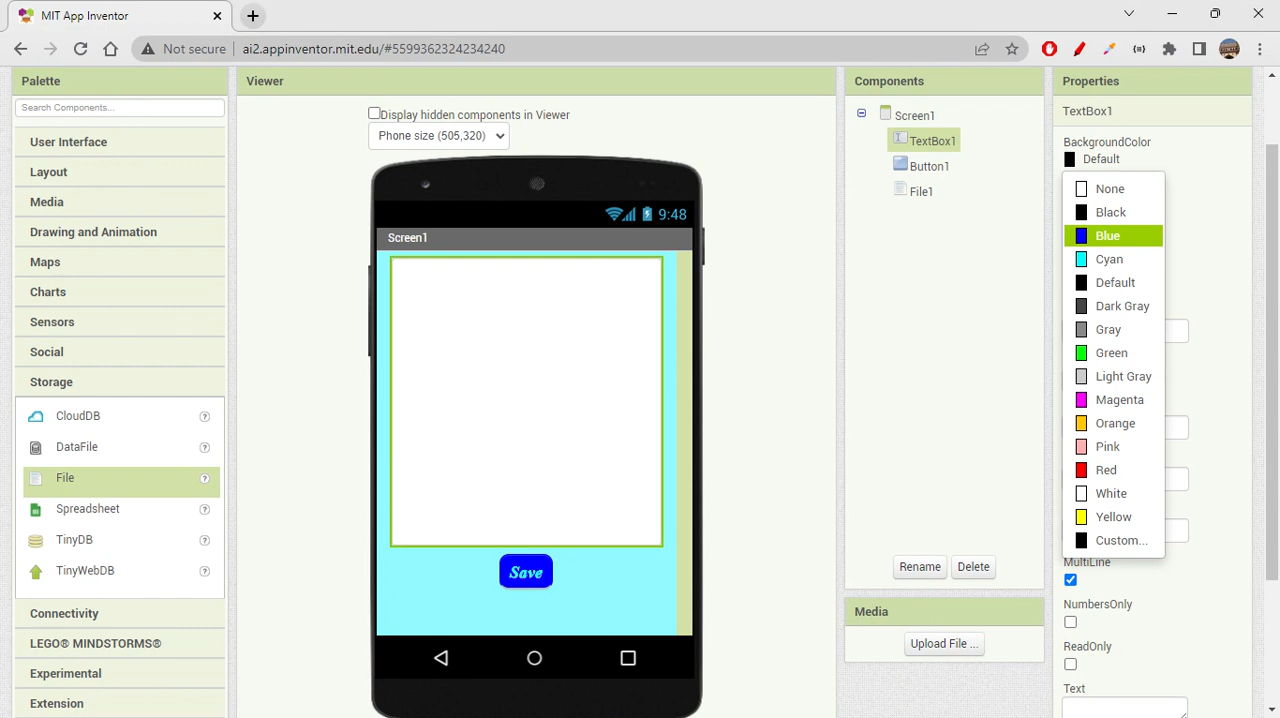 MIT App Inventor
Not secure
ai2.appinventor.mit.edu/#5599362324234240
Palette
Search Components...
User Interface
Layout
Media
Drawing and Animation
Maps
Charts
Sensors
Social
Storage
CloudDB
?
DataFile
?
File
?
Spreadsheet
?
TinyDB
?
TinyWebDB
?
Connectivity
LEGO® MINDSTORMS®
Experimental
Extension
Viewer
Display hidden components in Viewer
Phone size (505,320)
9:48
Screen1
Save
Components
Screen1
TextBox1
Button1
File1
Rename
Delete
Media
Upload File ...
Properties
TextBox1
BackgroundColor
Default
None
Black
Blue
Cyan
Default
Dark Gray
Gray
Green
Light Gray
Magenta
Orange
Pink
Red
White
Yellow
Custom...
MultiLine
NumbersOnly
ReadOnly
Text